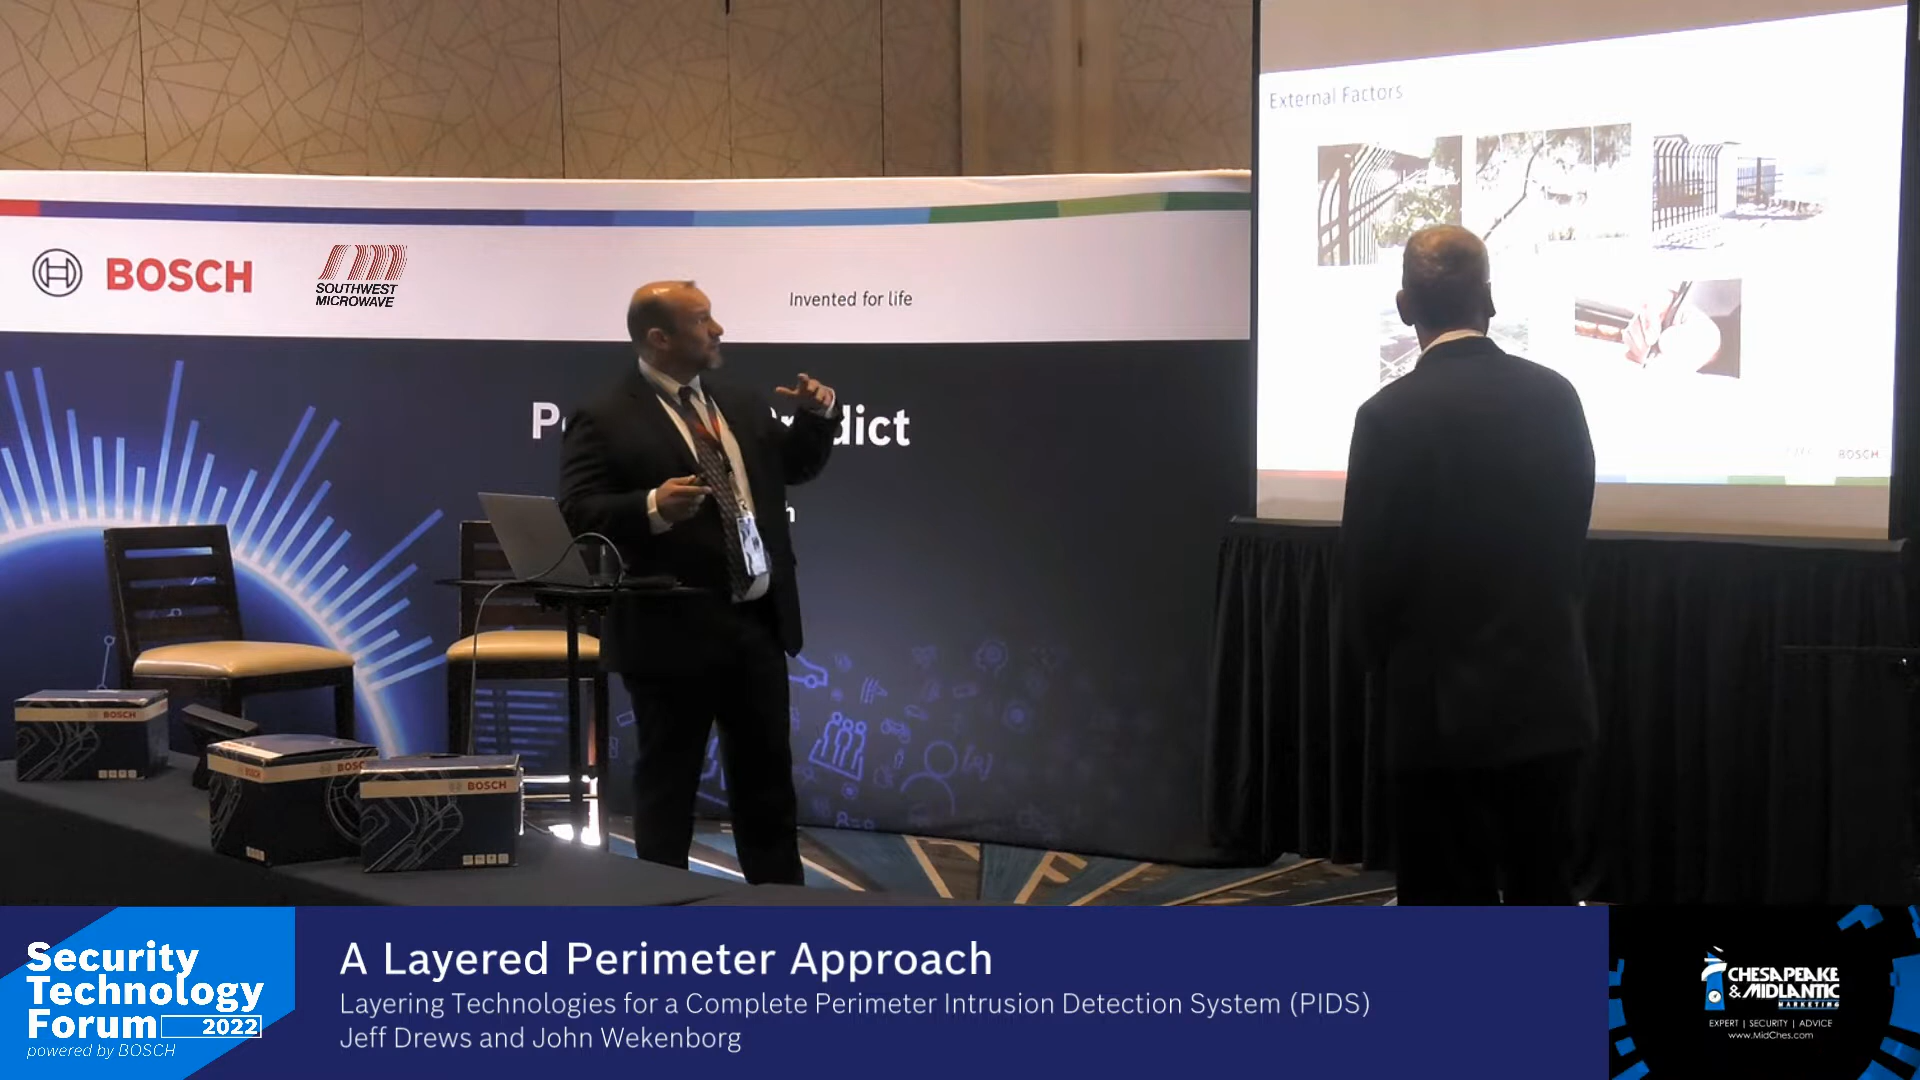 External Factors
BOSCH
SOUTHWEST
MICROWAVE
Invented for life
dict
BOSCH
BOSCH
BOSCH
BOSCH
Security
Technology
Forum 2022
powered by BOSCH
A Layered Perimeter Approach
Layering Technologies for a Complete Perimeter Intrusion Detection System (PIDS)
Jeff Drews and John Wekenborg
CHESAPEAKE
& MIDLANTIC
MARKETING
EXPERT | SECURITY | ADVICE
www.MidChes.com